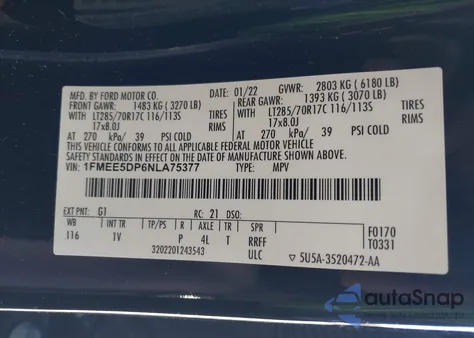 MFD. BY FORD MOTOR CO.
DATE: 01/22 GVWR: 2803 KG ( 6180 LB)
FRONT GAWR: 1483 KG ( 3270 LB) REAR GAWR: 1393 KG ( 3070 LB)
WITH LT285/70R17C 116/113S TIRES WITH LT285/70R17C 116/113S TIRES
17x8.0J 17x8.0J RIMS
AT 270 kPa/ 39 PSI COLD AT 270 kPa/ 39 PSI COLD
THIS VEHICLE CONFORMS TO ALL APPLICABLE FEDERAL MOTOR VEHICLE
SAFETY STANDARDS IN EFFECT ON THE DATE OF MANUFACTURE SHOWN ABOVE.
VIN: 1FMEE5DP6NLA75377 TYPE: MPV
EXT PNT: G1 RC: 21 DSO: F0170
WB INT TR TP/PS R AXLE TR SPR T0331
116 1V P 4L T RRFF
3202201243543 ULC 5U5A-3520472-AA
autoSnap